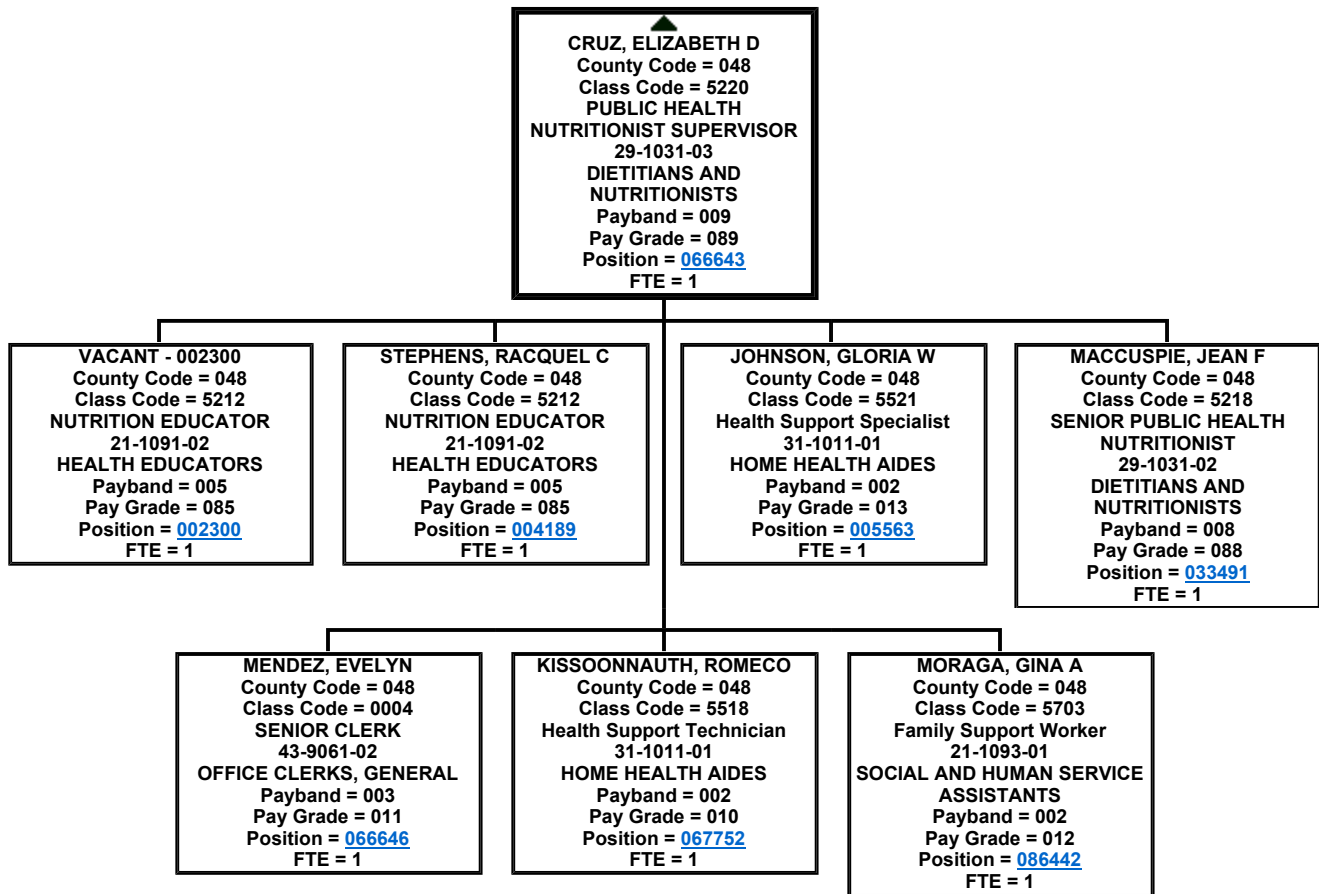 CRUZ, ELIZABETH D
County Code = 048
Class Code = 5220
PUBLIC HEALTH
NUTRITIONIST SUPERVISOR
29-1031-03
DIETITIANS AND
NUTRITIONISTS
Payband = 009
Pay Grade = 089
Position = 066643
FTE = 1
VACANT - 002300
County Code = 048
Class Code = 5212
NUTRITION EDUCATOR
21-1091-02
HEALTH EDUCATORS
Payband = 005
Pay Grade = 085
Position = 002300
FTE = 1
STEPHENS, RACQUEL C
County Code = 048
Class Code = 5212
NUTRITION EDUCATOR
21-1091-02
HEALTH EDUCATORS
Payband = 005
Pay Grade = 085
Position = 004189
FTE = 1
JOHNSON, GLORIA W
County Code = 048
Class Code = 5521
Health Support Specialist
31-1011-01
HOME HEALTH AIDES
Payband = 002
Pay Grade = 013
Position = 005563
FTE = 1
MACCUSPIE, JEAN F
County Code = 048
Class Code = 5218
SENIOR PUBLIC HEALTH
NUTRITIONIST
29-1031-02
DIETITIANS AND
NUTRITIONISTS
Payband = 008
Pay Grade = 088
Position = 033491
FTE = 1
MENDEZ, EVELYN
County Code = 048
Class Code = 0004
SENIOR CLERK
43-9061-02
OFFICE CLERKS, GENERAL
Payband = 003
Pay Grade = 011
Position = 066646
FTE = 1
KISSOONNAUTH, ROMECO
County Code = 048
Class Code = 5518
Health Support Technician
31-1011-01
HOME HEALTH AIDES
Payband = 002
Pay Grade = 010
Position = 067752
FTE = 1
MORAGA, GINA A
County Code = 048
Class Code = 5703
Family Support Worker
21-1093-01
SOCIAL AND HUMAN SERVICE
ASSISTANTS
Payband = 002
Pay Grade = 012
Position = 086442
FTE = 1